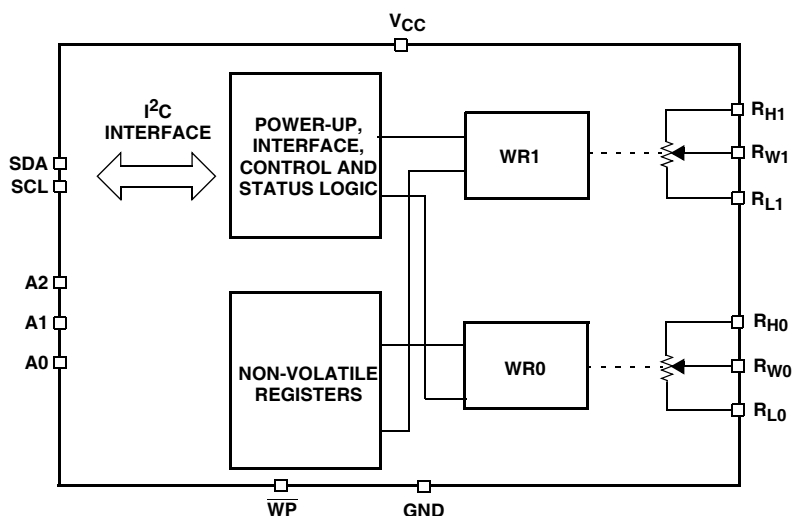 VCC
I²C
INTERFACE
SDA
SCL
A2
A1
A0
POWER-UP,
INTERFACE,
CONTROL AND
STATUS LOGIC
NON-VOLATILE
REGISTERS
WR1
WR0
RH1
RW1
RL1
RH0
RW0
RL0
WP
GND